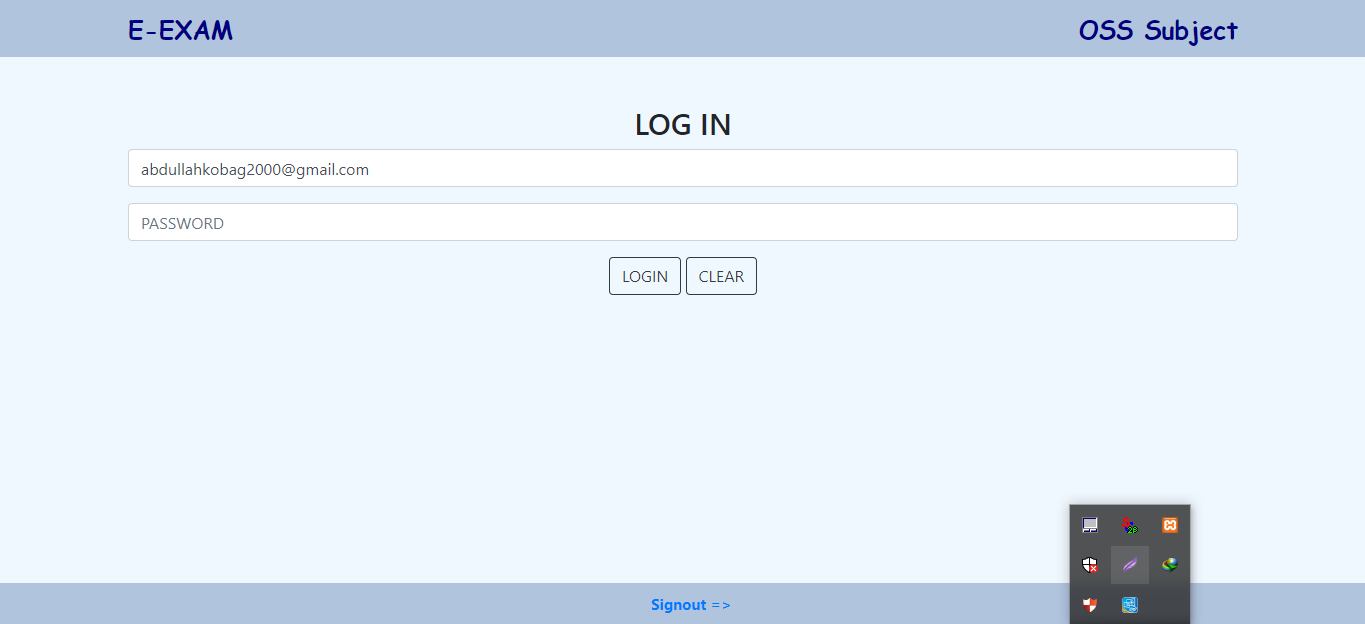 E-EXAM
OSS Subject
LOG IN
abdullahkobag2000@gmail.com
PASSWORD
LOGIN
CLEAR
Signout =>